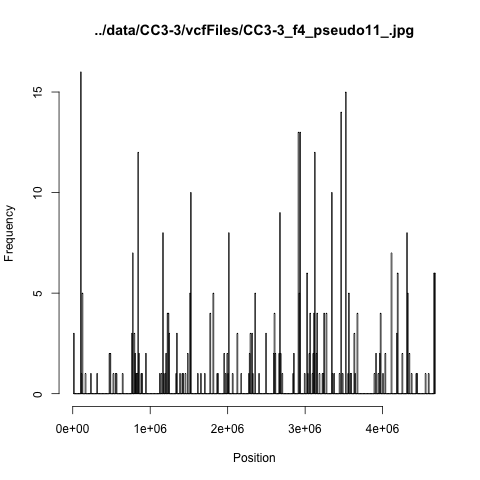 ../data/CC3-3/vcfFiles/CC3-3_f4_pseudo11_.jpg
15
10
5
0
Frequency
0e+00 1e+06 2e+06 3e+06 4e+06
Position